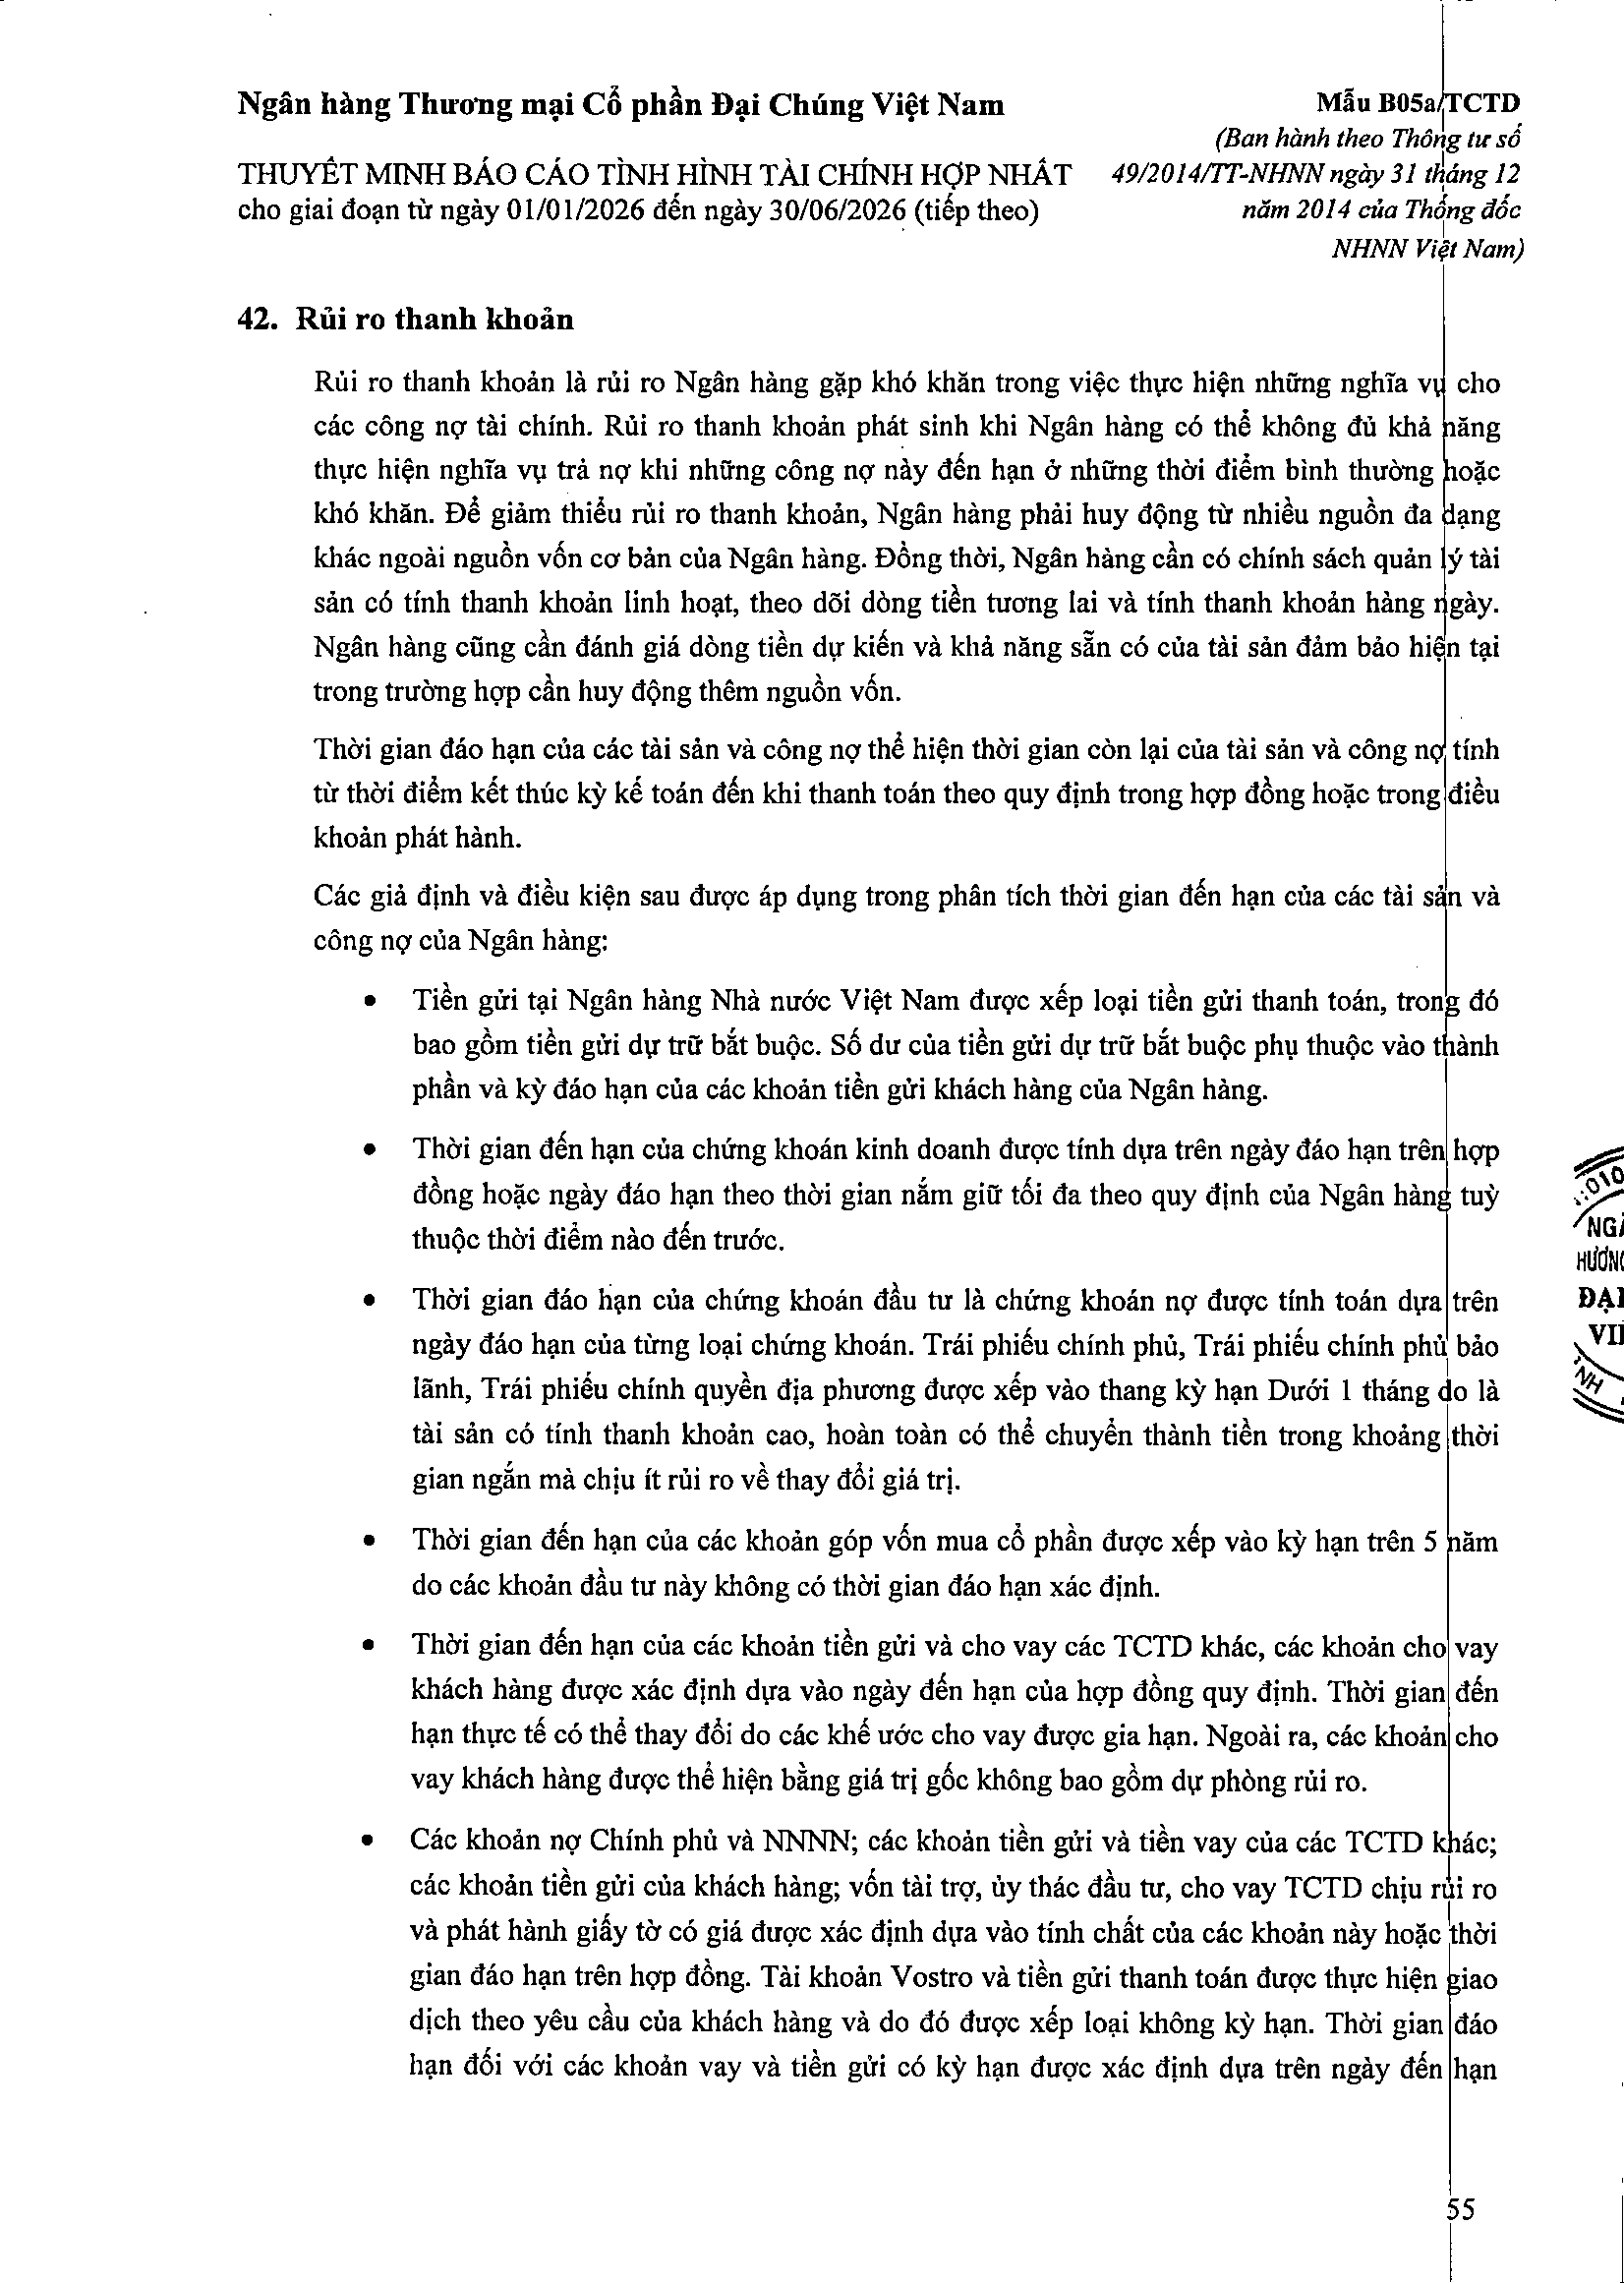 Ngân hàng Thương mại Cổ phần Đại Chúng Việt Nam
Mẫu B05a/TCTD
(Ban hành theo Thông tư số
THUYẾT MINH BÁO CÁO TÌNH HÌNH TÀI CHÍNH HỢP NHẤT
49/2014/TT-NHNN ngày 31 tháng 12
cho giai đoạn từ ngày 01/01/2026 đến ngày 30/06/2026 (tiếp theo)
năm 2014 của Thống đốc
NHNN Việt Nam)
42. Rủi ro thanh khoản
Rủi ro thanh khoản là rủi ro Ngân hàng gặp khó khăn trong việc thực hiện những nghĩa vụ cho
các công nợ tài chính. Rủi ro thanh khoản phát sinh khi Ngân hàng có thể không đủ khả năng
thực hiện nghĩa vụ trả nợ khi những công nợ này đến hạn ở những thời điểm bình thường hoặc
khó khăn. Để giảm thiểu rủi ro thanh khoản, Ngân hàng phải huy động từ nhiều nguồn đa dạng
khác ngoài nguồn vốn cơ bản của Ngân hàng. Đồng thời, Ngân hàng cần có chính sách quản lý tài
sản có tính thanh khoản linh hoạt, theo dõi dòng tiền tương lai và tính thanh khoản hàng ngày.
Ngân hàng cũng cần đánh giá dòng tiền dự kiến và khả năng sẵn có của tài sản đảm bảo hiện tại
trong trường hợp cần huy động thêm nguồn vốn.
Thời gian đáo hạn của các tài sản và công nợ thể hiện thời gian còn lại của tài sản và công nợ tính
từ thời điểm kết thúc kỳ kế toán đến khi thanh toán theo quy định trong hợp đồng hoặc trong điều
khoản phát hành.
Các giả định và điều kiện sau được áp dụng trong phân tích thời gian đến hạn của các tài sản và
công nợ của Ngân hàng:
• Tiền gửi tại Ngân hàng Nhà nước Việt Nam được xếp loại tiền gửi thanh toán, trong đó
bao gồm tiền gửi dự trữ bắt buộc. Số dư của tiền gửi dự trữ bắt buộc phụ thuộc vào thành
phần và kỳ đáo hạn của các khoản tiền gửi khách hàng của Ngân hàng.
• Thời gian đến hạn của chứng khoán kinh doanh được tính dựa trên ngày đáo hạn trên hợp
đồng hoặc ngày đáo hạn theo thời gian nắm giữ tối đa theo quy định của Ngân hàng tuỳ
thuộc thời điểm nào đến trước.
• Thời gian đáo hạn của chứng khoán đầu tư là chứng khoán nợ được tính toán dựa trên
ngày đáo hạn của từng loại chứng khoán. Trái phiếu chính phủ, Trái phiếu chính phủ bảo
lãnh, Trái phiếu chính quyền địa phương được xếp vào thang kỳ hạn Dưới 1 tháng do là
tài sản có tính thanh khoản cao, hoàn toàn có thể chuyển thành tiền trong khoảng thời
gian ngắn mà chịu ít rủi ro về thay đổi giá trị.
• Thời gian đến hạn của các khoản góp vốn mua cổ phần được xếp vào kỳ hạn trên 5 năm
do các khoản đầu tư này không có thời gian đáo hạn xác định.
• Thời gian đến hạn của các khoản tiền gửi và cho vay các TCTD khác, các khoản cho vay
khách hàng được xác định dựa vào ngày đến hạn của hợp đồng quy định. Thời gian đến
hạn thực tế có thể thay đổi do các khế ước cho vay được gia hạn. Ngoài ra, các khoản cho
vay khách hàng được thể hiện bằng giá trị gốc không bao gồm dự phòng rủi ro.
• Các khoản nợ Chính phủ và NNNN; các khoản tiền gửi và tiền vay của các TCTD khác;
các khoản tiền gửi của khách hàng; vốn tài trợ, ủy thác đầu tư, cho vay TCTD chịu rủi ro
và phát hành giấy tờ có giá được xác định dựa vào tính chất của các khoản này hoặc thời
gian đáo hạn trên hợp đồng. Tài khoản Vostro và tiền gửi thanh toán được thực hiện giao
dịch theo yêu cầu của khách hàng và do đó được xếp loại không kỳ hạn. Thời gian đáo
hạn đối với các khoản vay và tiền gửi có kỳ hạn được xác định dựa trên ngày đến hạn
55